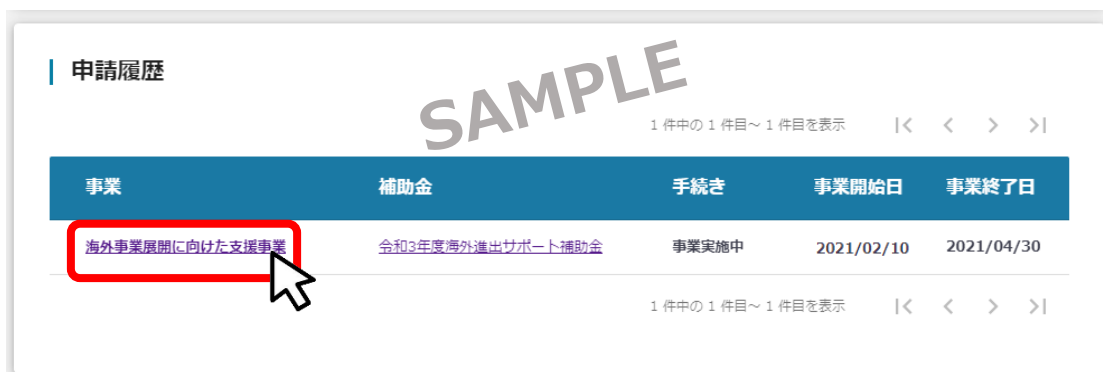 申請履歴
SAMPLE
1 件中の 1 件目~ 1 件目を表示
事業 補助金 手続き 事業開始日 事業終了日
海外事業展開に向けた支援事業 令和3年度海外進出サポート補助金 事業実施中 2021/02/10 2021/04/30
1 件中の 1 件目~ 1 件目を表示